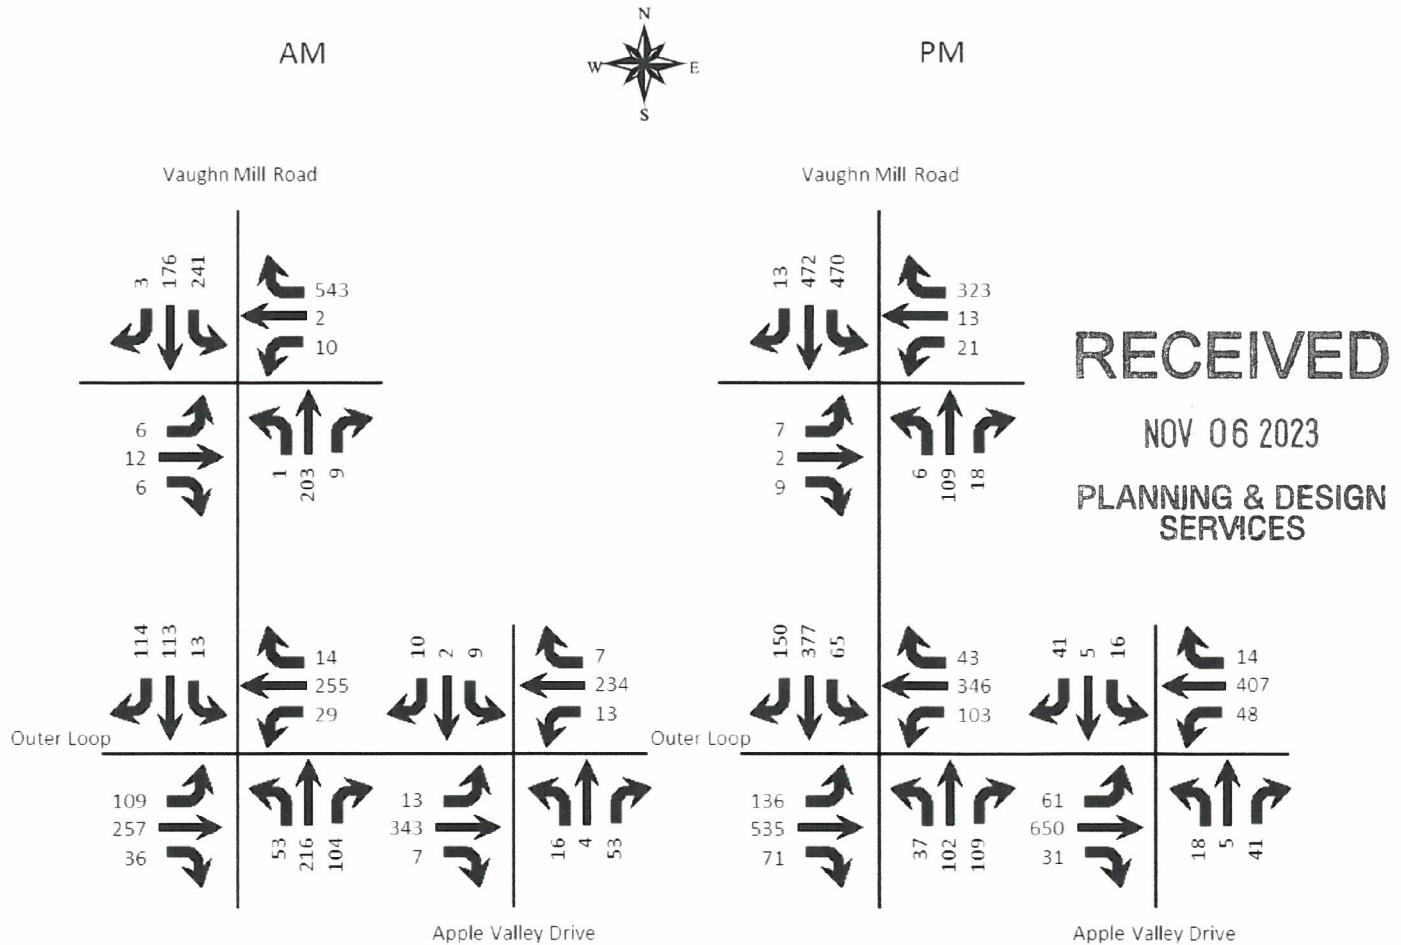 N
AM
PM
W E
S
Vaughn Mill Road
Vaughn Mill Road
3 176 241
543
2
10
6
12
6
1 203 9
13 472 470
323
13
21
7
2
9
6 109 18
RECEIVED
NOV 06 2023
PLANNING & DESIGN
SERVICES
114 113 13
14
255
29
10 2 9
7
234
13
Outer Loop
109
257
36
53 216 104
13
343
7
16 4 53
Apple Valley Drive
150 377 65
43
346
103
41 5 16
14
407
48
Outer Loop
136
535
71
37 102 109
61
650
31
18 5 41
Apple Valley Drive